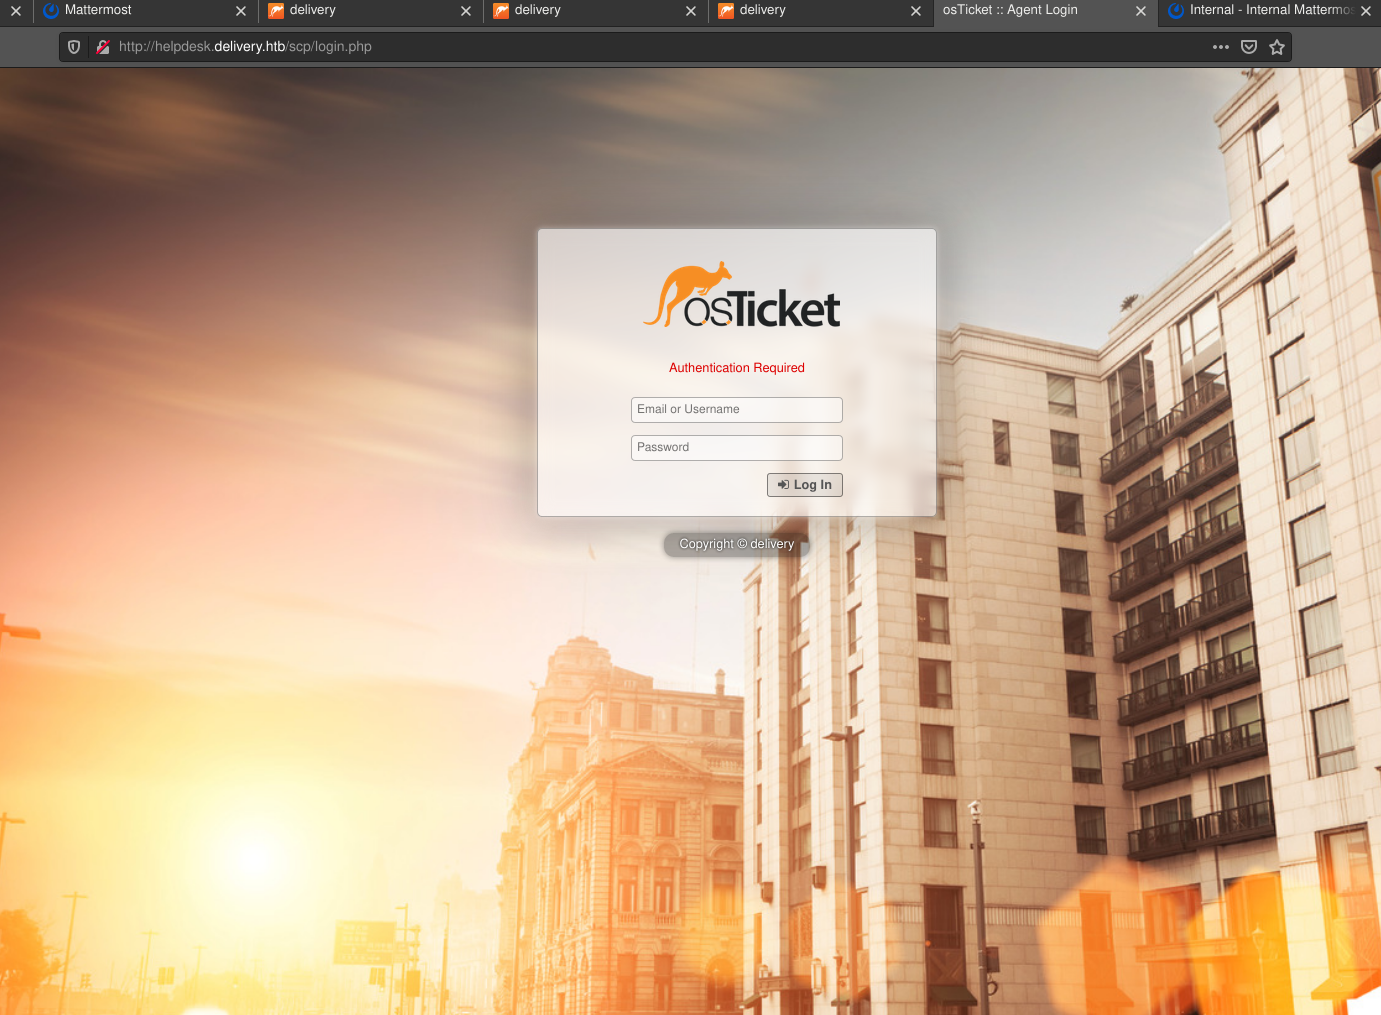 Mattermost
delivery
delivery
delivery
osTicket :: Agent Login
Internal - Internal Mattermos
http://helpdesk.delivery.htb/scp/login.php
osTicket
Authentication Required
Email or Username
Password
Log In
Copyright © delivery